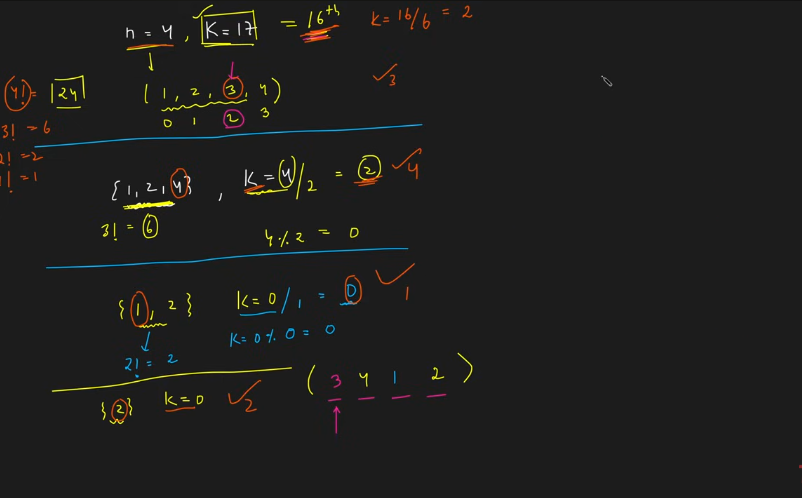 n = 4 , K = 17 = 16th K = 16/6 = 2
4! = 24 ( 1 , 2 , 3 , 4 ) ✓3
3! = 6 0 1 2 3
2! = 2
1! = 1
{ 1, 2, 4 } , K = 4/2 = 2 ✓4
3! = 6 4 % 2 = 0
{ 1 , 2 } K = 0 / 1 = 0 ✓1
2! = 2 K = 0 % 0 = 0
( 3 4 1 2 )
{ 2 } K = 0 ✓2